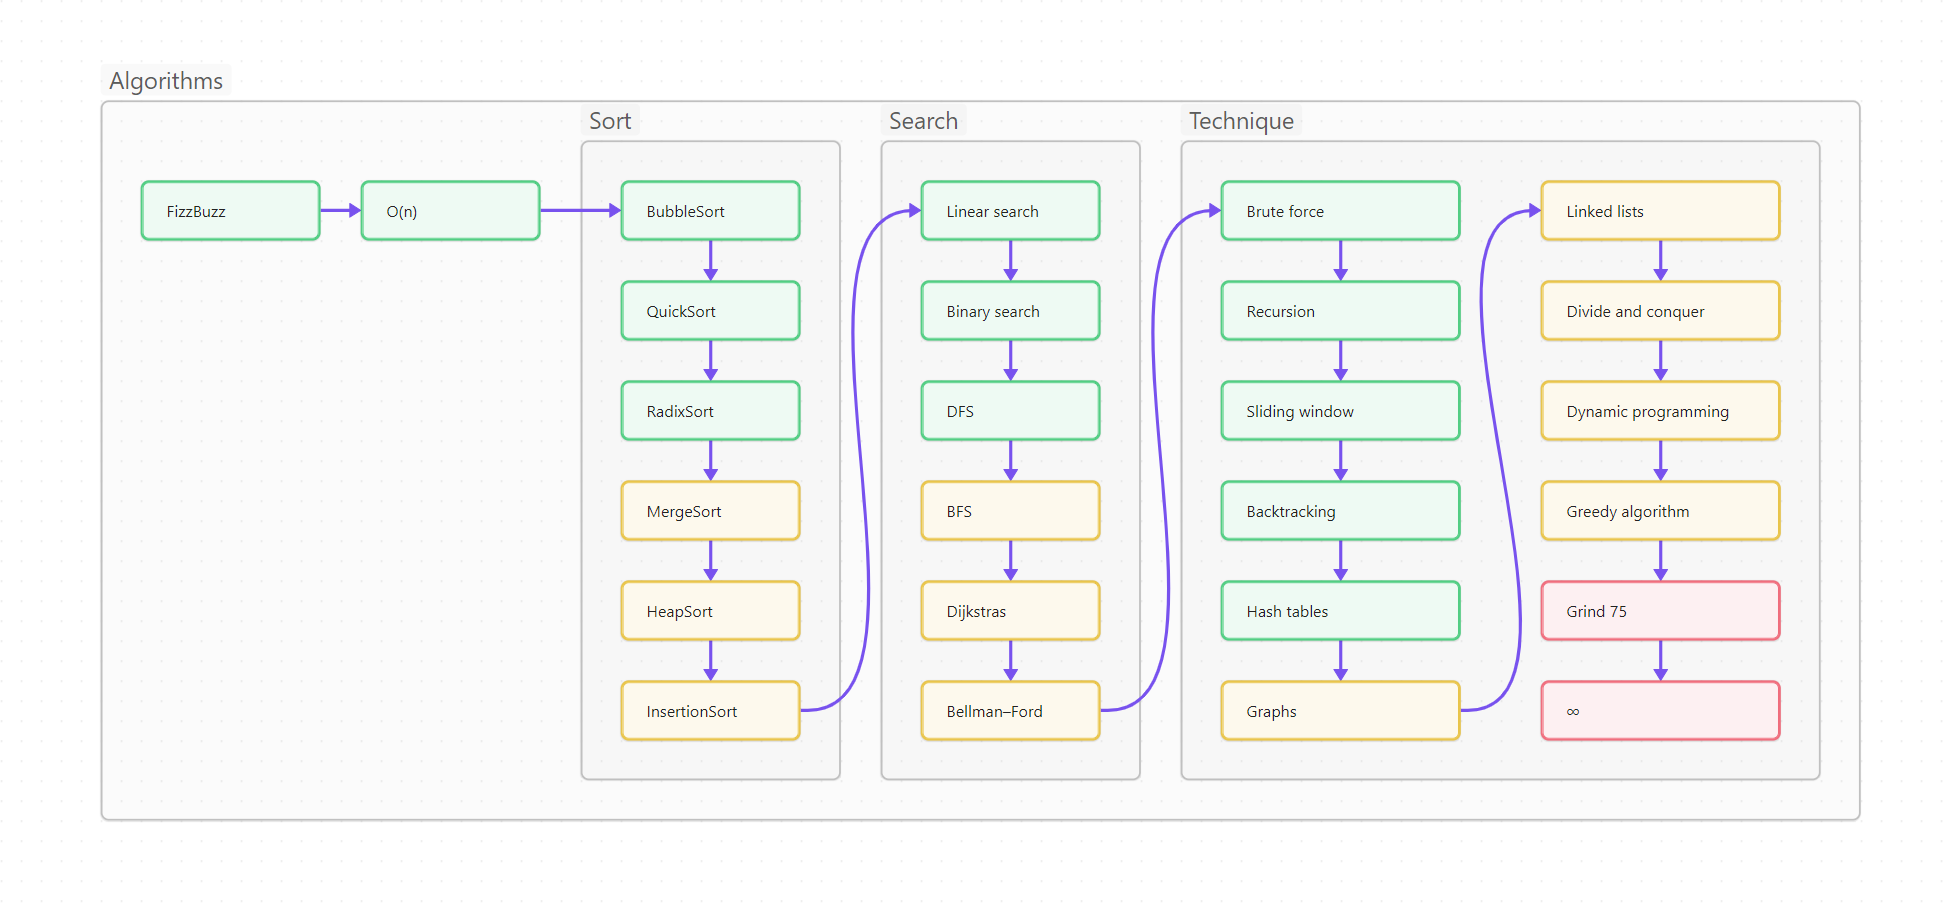 Algorithms
FizzBuzz
O(n)
Sort
BubbleSort
QuickSort
RadixSort
MergeSort
HeapSort
InsertionSort
Search
Linear search
Binary search
DFS
BFS
Dijkstras
Bellman–Ford
Technique
Brute force
Recursion
Sliding window
Backtracking
Hash tables
Graphs
Linked lists
Divide and conquer
Dynamic programming
Greedy algorithm
Grind 75
∞